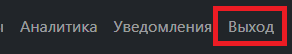 Аналитика Уведомления Выход